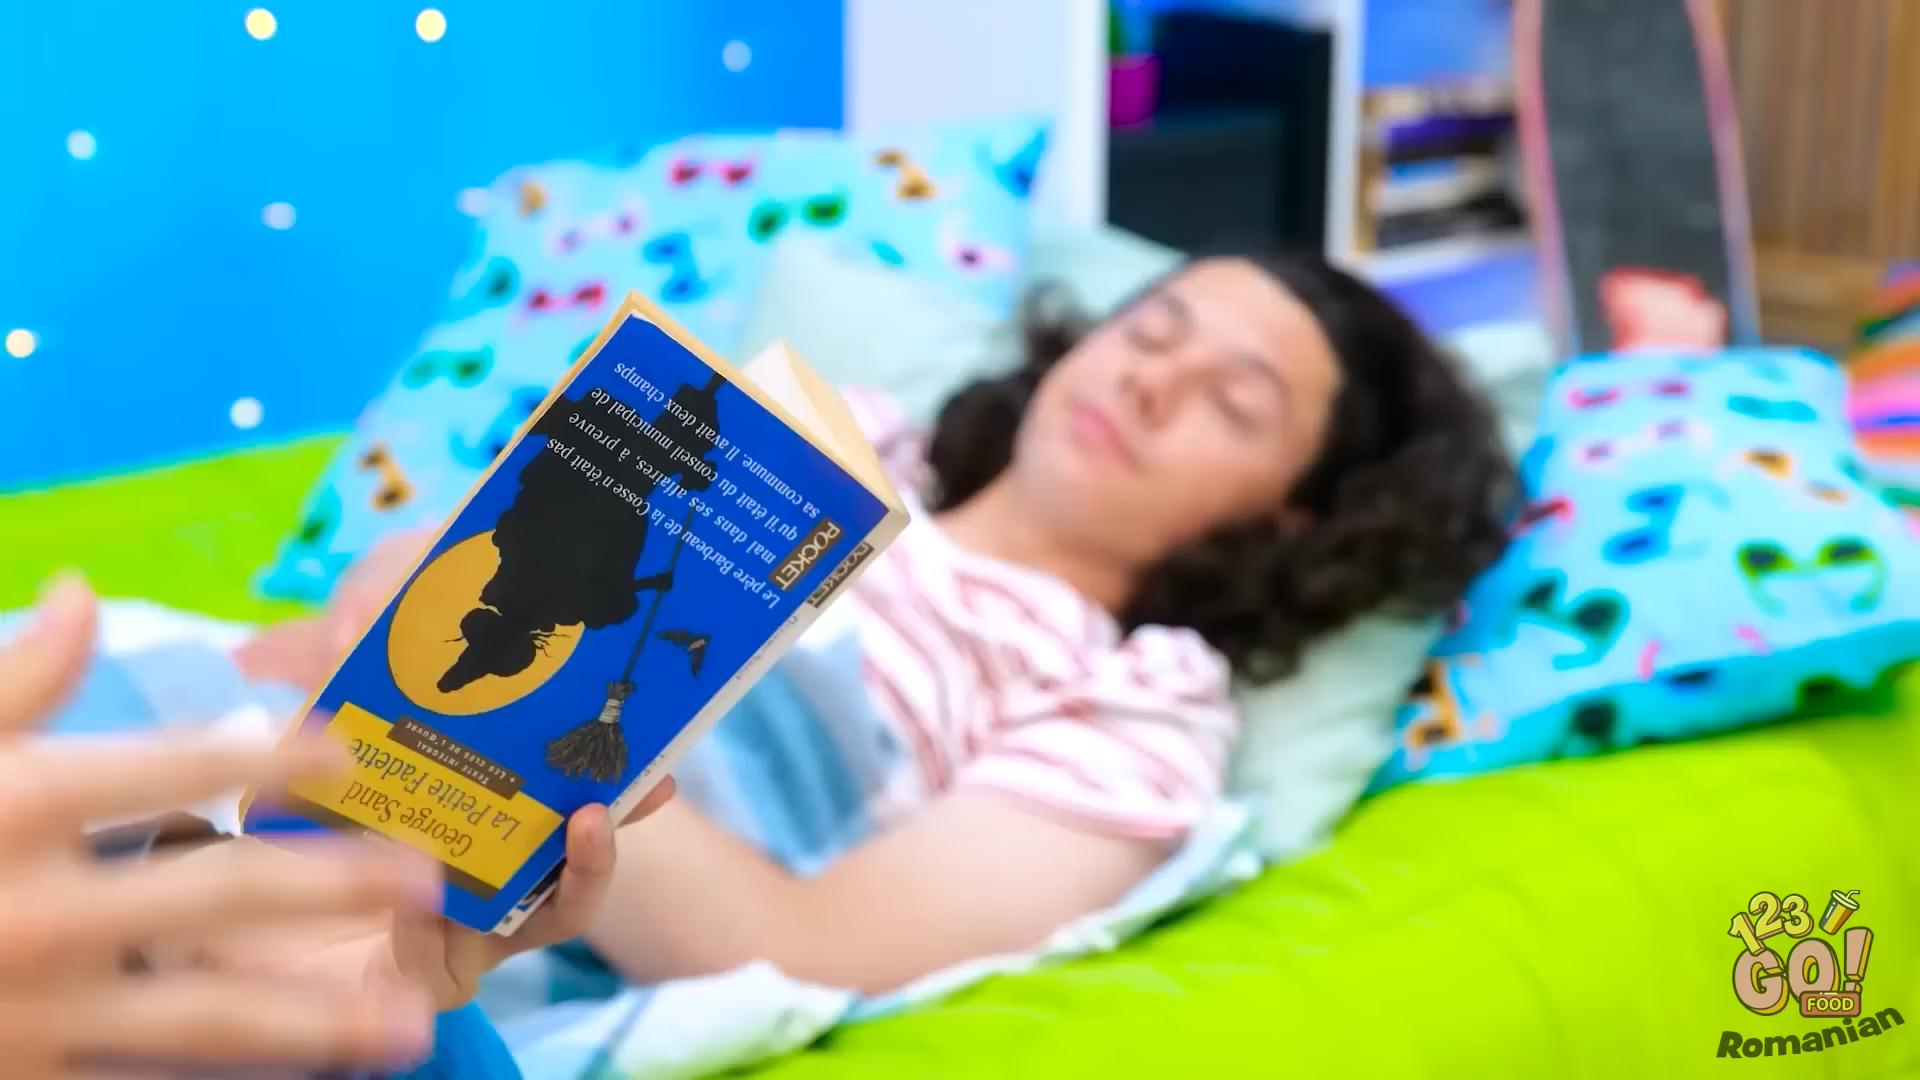 George Sand
La Petite Fadette
TEXTE INTÉGRAL
+ LES CLÉS DE L'ŒUVRE
Le père Barbeau de la Cosse n'était pas
mal dans ses affaires, à preuve
qu'il était du conseil municipal de
sa commune. Il avait deux champs
POCKET
POCKET
123
GO!
FOOD
Romanian